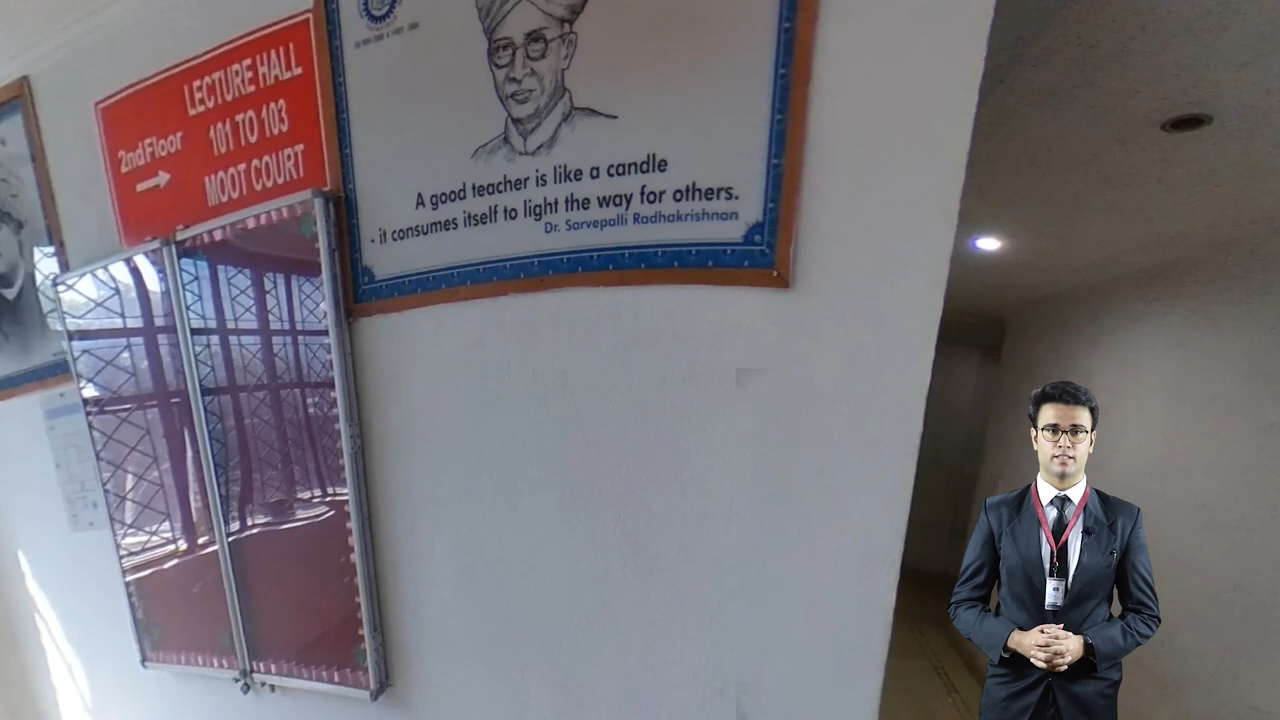 LECTURE HALL
2nd Floor
101 TO 103
MOOT COURT
A good teacher is like a candle
- it consumes itself to light the way for others.
Dr. Sarvepalli Radhakrishnan